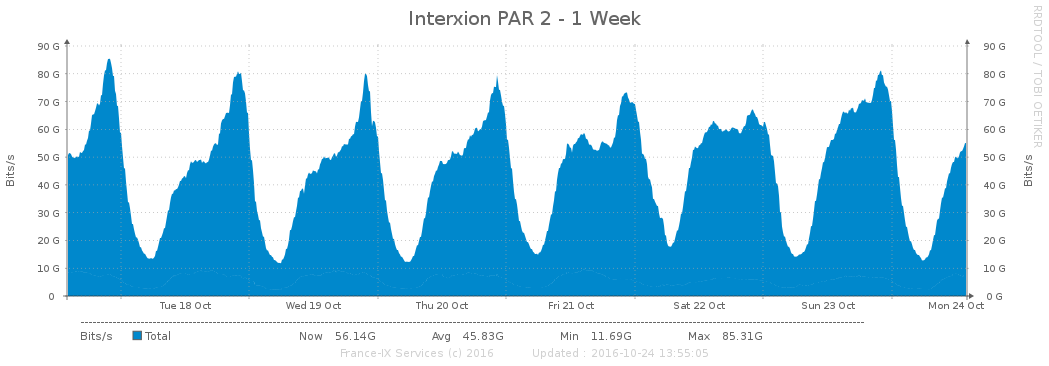 Interxion PAR 2 - 1 Week
RRDTOOL / TOBI OETIKER
Bits/s
90 G 90 G
80 G 80 G
70 G 70 G
60 G 60 G
50 G 50 G
40 G 40 G
30 G 30 G
20 G 20 G
10 G 10 G
0 0 G
Bits/s
Tue 18 Oct Wed 19 Oct Thu 20 Oct Fri 21 Oct Sat 22 Oct Sun 23 Oct Mon 24 Oct
Bits/s Total Now 56.14G Avg 45.83G Min 11.69G Max 85.31G
France-IX Services (c) 2016 Updated : 2016-10-24 13:55:05